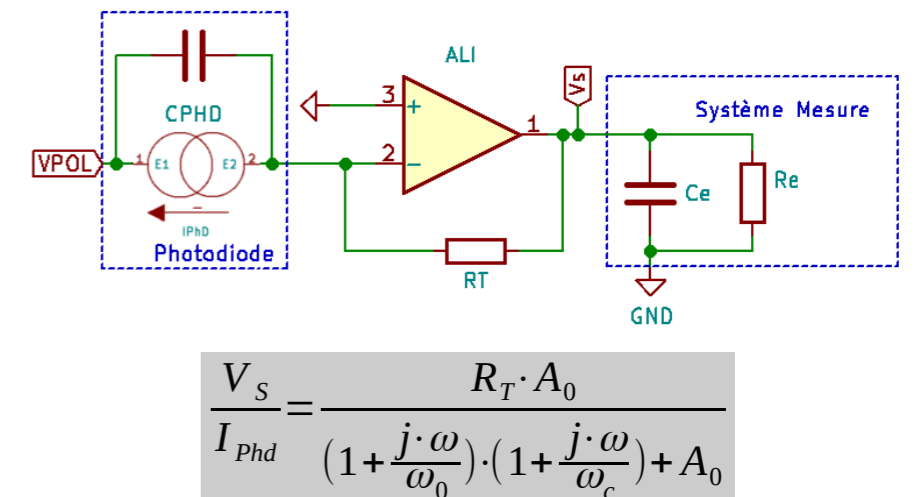 ALI
CPHD
VPOL
1 E1 E2 2
−
IPhD
Photodiode
3
+
2
−
1
Vs
RT
Système Mesure
Ce
Re
GND
V_S / I_Phd = R_T · A_0 / ((1 + j·ω / ω_0) · (1 + j·ω / ω_c) + A_0)